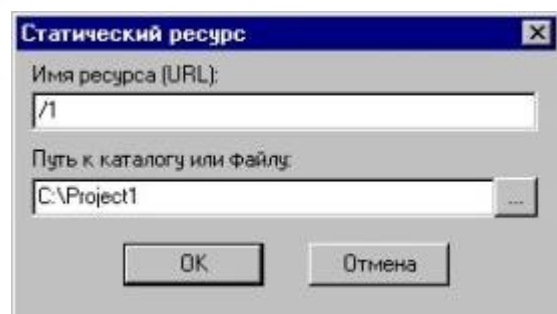 Статический ресурс
Имя ресурса (URL):
/1
Путь к каталогу или файлу:
C:\Project1
...
OK
Отмена